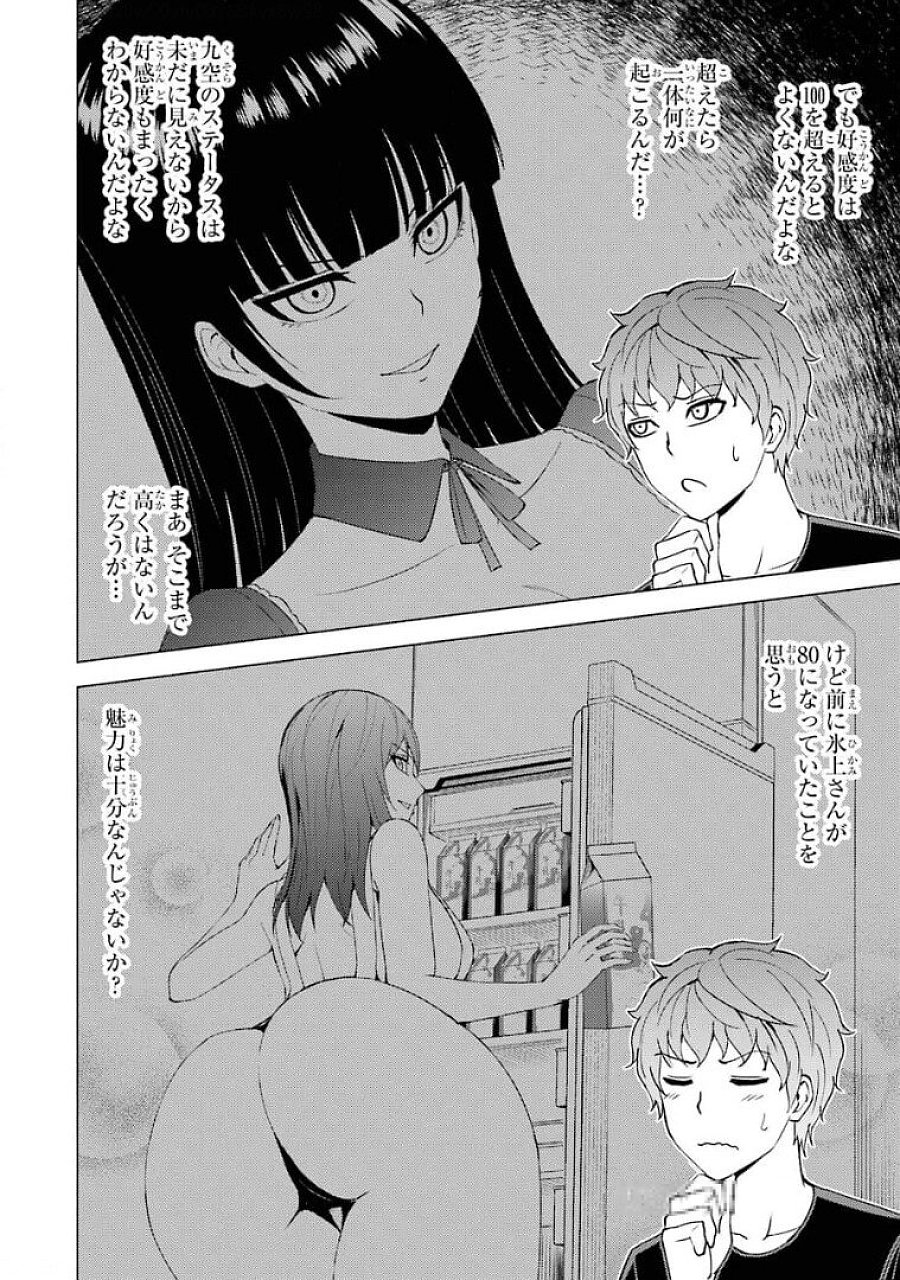 でも好感度は
100を超えると
よくないんだよな
超えたら
一体何が
起こるんだ…?
九空のステータスは
未だに見えないから
好感度もまったく
わからないんだよな
まあ そこまで
高くはないん
だろうが…
けど前に氷上さんが
80になっていたことを
思うと
魅力は十分なんじゃないか?